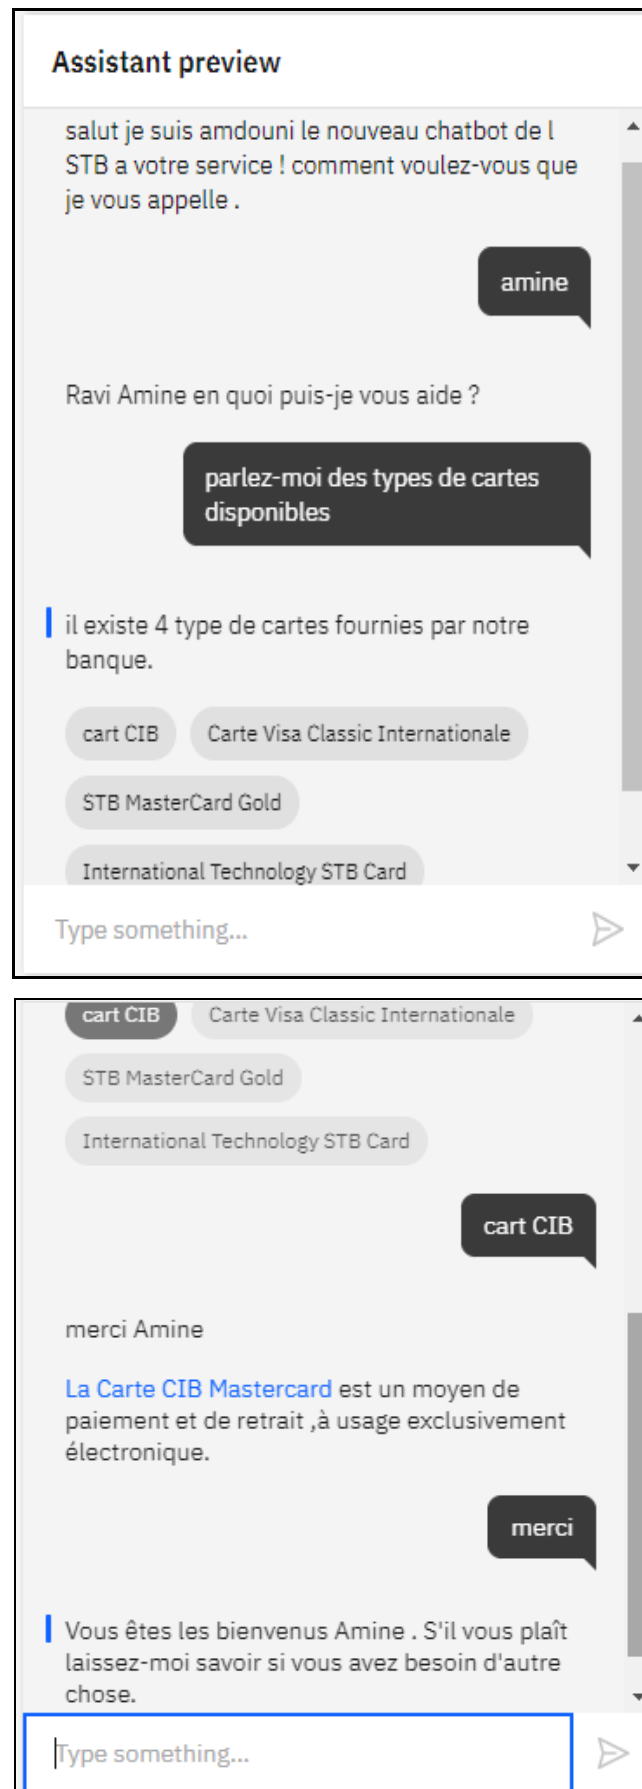 Assistant preview
salut je suis amdouni le nouveau chatbot de l
STB a votre service ! comment voulez-vous que
je vous appelle .
amine
Ravi Amine en quoi puis-je vous aide ?
parlez-moi des types de cartes
disponibles
il existe 4 type de cartes fournies par notre
banque.
cart CIB Carte Visa Classic Internationale
STB MasterCard Gold
International Technology STB Card
Type something...
cart CIB Carte Visa Classic Internationale
STB MasterCard Gold
International Technology STB Card
cart CIB
merci Amine
La Carte CIB Mastercard est un moyen de
paiement et de retrait ,à usage exclusivement
électronique.
merci
Vous êtes les bienvenus Amine . S'il vous plaît
laissez-moi savoir si vous avez besoin d'autre
chose.
Type something...